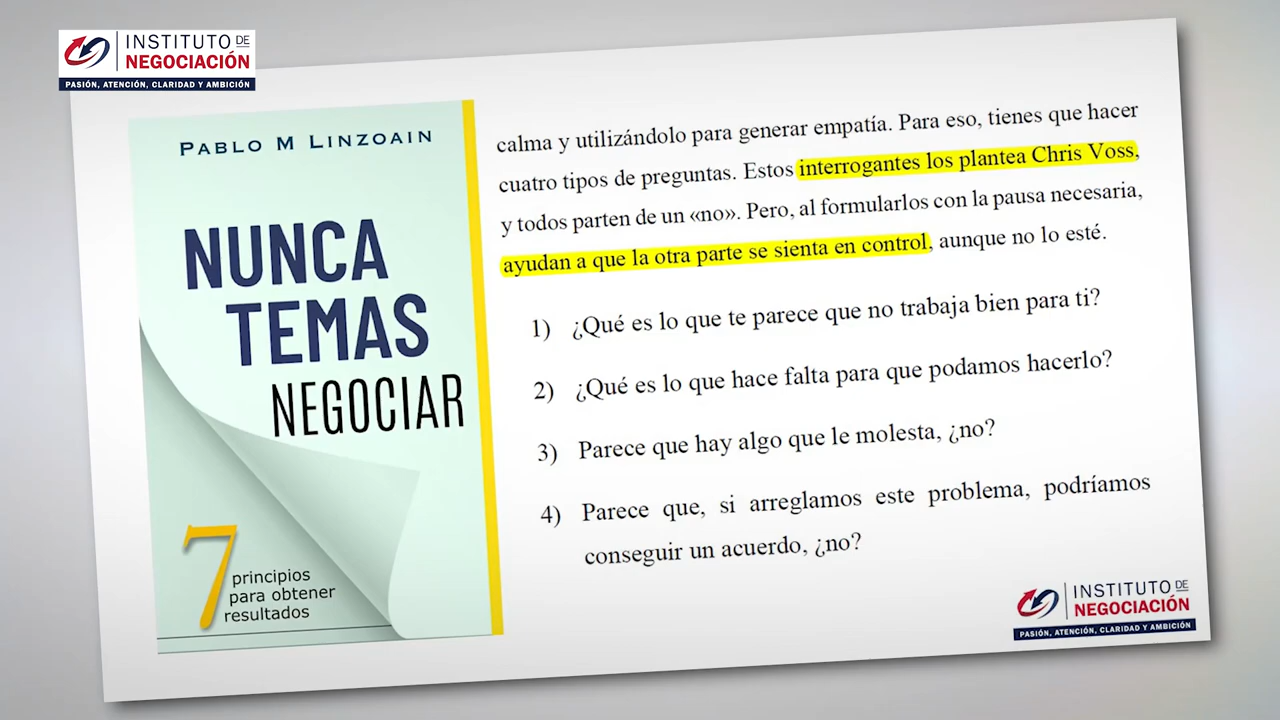 INSTITUTO DE
NEGOCIACIÓN
PASIÓN, ATENCIÓN, CLARIDAD Y AMBICIÓN
PABLO M LINZOAIN
NUNCA
TEMAS
NEGOCIAR
7
principios
para obtener
resultados
calma y utilizándolo para generar empatía. Para eso, tienes que hacer
cuatro tipos de preguntas. Estos interrogantes los plantea Chris Voss,
y todos parten de un «no». Pero, al formularlos con la pausa necesaria,
ayudan a que la otra parte se sienta en control, aunque no lo esté.
1) ¿Qué es lo que te parece que no trabaja bien para ti?
2) ¿Qué es lo que hace falta para que podamos hacerlo?
3) Parece que hay algo que le molesta, ¿no?
4) Parece que, si arreglamos este problema, podríamos
conseguir un acuerdo, ¿no?
INSTITUTO DE
NEGOCIACIÓN
PASIÓN, ATENCIÓN, CLARIDAD Y AMBICIÓN